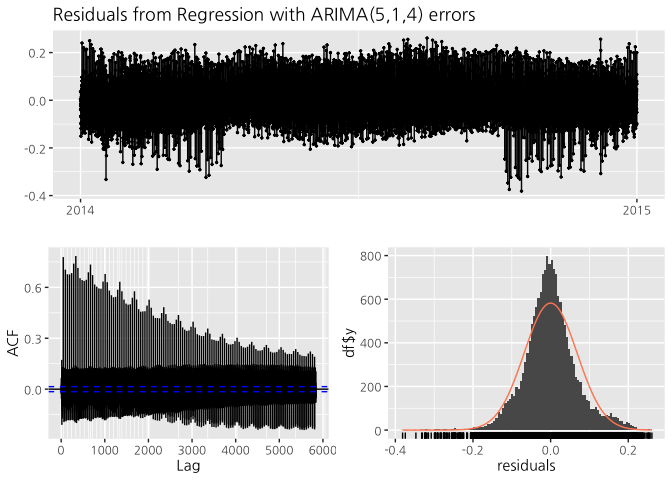 Residuals from Regression with ARIMA(5,1,4) errors
0.2
0.0
-0.2
-0.4
2014 2015
ACF
0.6
0.3
0.0
0 1000 2000 3000 4000 5000 6000
Lag
df$y
800
600
400
200
0
-0.4 -0.2 0.0 0.2
residuals